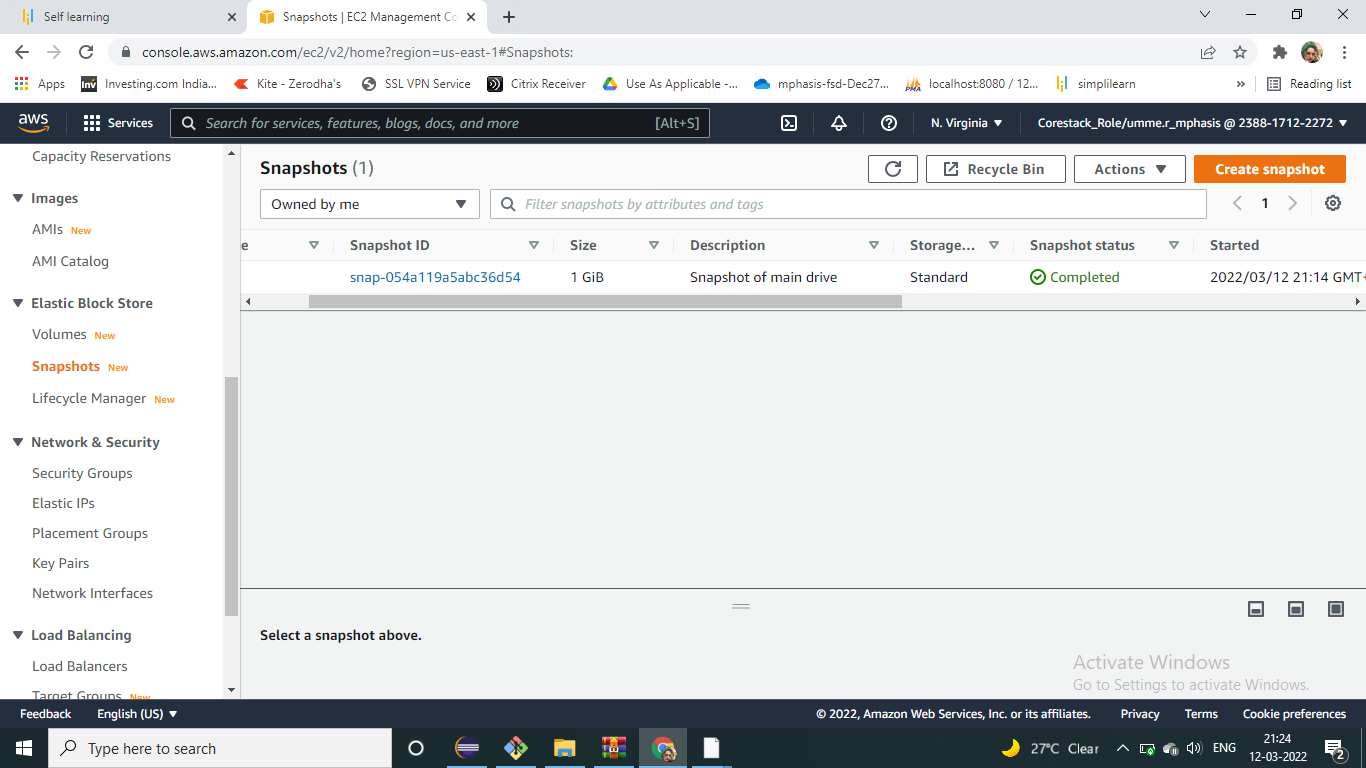 Self learning
Snapshots | EC2 Management Co
console.aws.amazon.com/ec2/v2/home?region=us-east-1#Snapshots:
Apps
Inv
Investing.com India...
Kite - Zerodha's
SSL VPN Service
Citrix Receiver
Use As Applicable -...
mphasis-fsd-Dec27...
PMA
localhost:8080 / 12...
simplilearn
»
Reading list
aws
Services
Search for services, features, blogs, docs, and more
[Alt+S]
N. Virginia
Corestack_Role/umme.r_mphasis @ 2388-1712-2272
Capacity Reservations
Images
AMIs New
AMI Catalog
Elastic Block Store
Volumes New
Snapshots New
Lifecycle Manager New
Network & Security
Security Groups
Elastic IPs
Placement Groups
Key Pairs
Network Interfaces
Load Balancing
Load Balancers
Target Groups New
Snapshots (1)
Recycle Bin
Actions
Create snapshot
Owned by me
Filter snapshots by attributes and tags
1
e Snapshot ID Size Description Storage... Snapshot status Started
snap-054a119a5abc36d54 1 GiB Snapshot of main drive Standard Completed 2022/03/12 21:14 GMT+
Select a snapshot above.
Activate Windows
Go to Settings to activate Windows.
Feedback
English (US)
© 2022, Amazon Web Services, Inc. or its affiliates.
Privacy
Terms
Cookie preferences
Type here to search
27°C Clear
ENG
21:24
12-03-2022
2